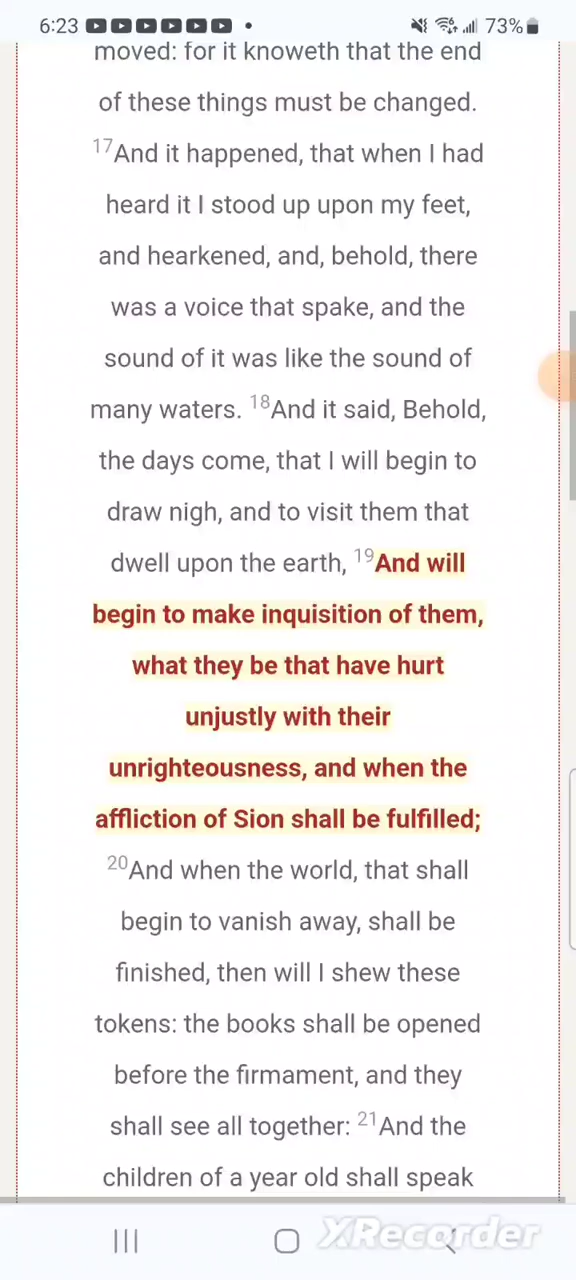 6:23 73%
moved: for it knoweth that the end
of these things must be changed.
17And it happened, that when I had
heard it I stood up upon my feet,
and hearkened, and, behold, there
was a voice that spake, and the
sound of it was like the sound of
many waters. 18And it said, Behold,
the days come, that I will begin to
draw nigh, and to visit them that
dwell upon the earth, 19And will
begin to make inquisition of them,
what they be that have hurt
unjustly with their
unrighteousness, and when the
affliction of Sion shall be fulfilled;
20And when the world, that shall
begin to vanish away, shall be
finished, then will I shew these
tokens: the books shall be opened
before the firmament, and they
shall see all together: 21And the
children of a year old shall speak
XRecorder